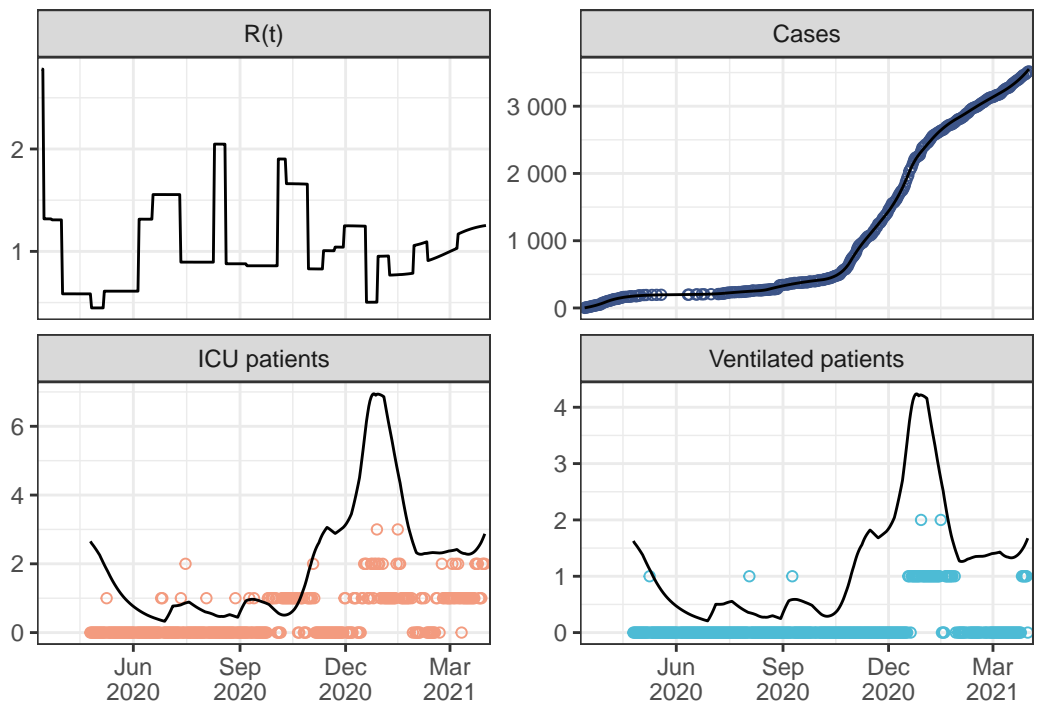 R(t)
Cases
2
1
3 000
2 000
1 000
0
ICU patients
Ventilated patients
6
4
2
0
4
3
2
1
0
Jun
2020
Sep
2020
Dec
2020
Mar
2021
Jun
2020
Sep
2020
Dec
2020
Mar
2021